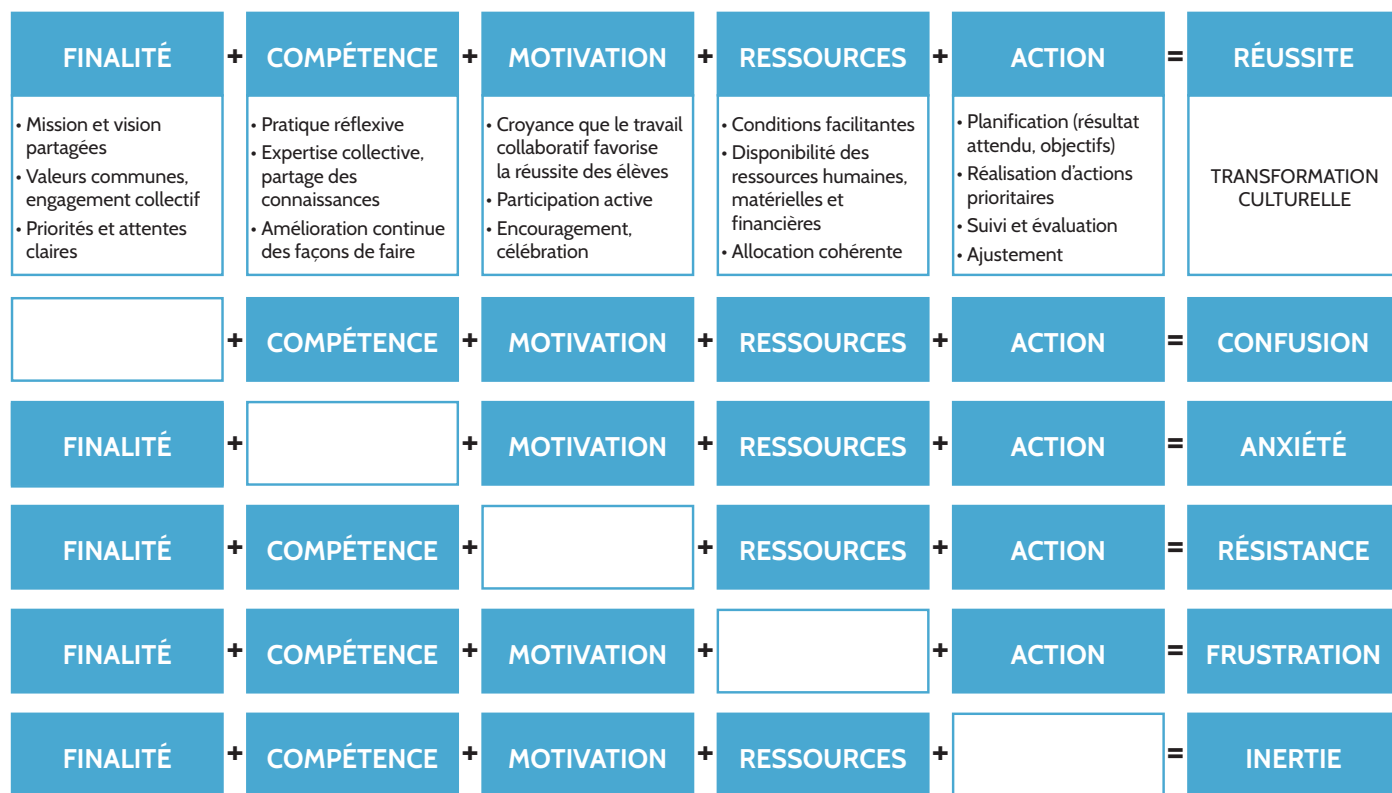 FINALITÉ + COMPÉTENCE + MOTIVATION + RESSOURCES + ACTION = RÉUSSITE
• Mission et vision
partagées
• Valeurs communes,
engagement collectif
• Priorités et attentes
claires
• Pratique réflexive
• Expertise collective,
partage des
connaissances
• Amélioration continue
des façons de faire
• Croyance que le travail
collaboratif favorise
la réussite des élèves
• Participation active
• Encouragement,
célébration
• Conditions facilitantes
• Disponibilité des
ressources humaines,
matérielles et
financières
• Allocation cohérente
• Planification (résultat
attendu, objectifs)
• Réalisation d’actions
prioritaires
• Suivi et évaluation
• Ajustement
TRANSFORMATION
CULTURELLE
+ COMPÉTENCE + MOTIVATION + RESSOURCES + ACTION = CONFUSION
FINALITÉ + + MOTIVATION + RESSOURCES + ACTION = ANXIÉTÉ
FINALITÉ + COMPÉTENCE + + RESSOURCES + ACTION = RÉSISTANCE
FINALITÉ + COMPÉTENCE + MOTIVATION + + ACTION = FRUSTRATION
FINALITÉ + COMPÉTENCE + MOTIVATION + RESSOURCES + = INERTIE